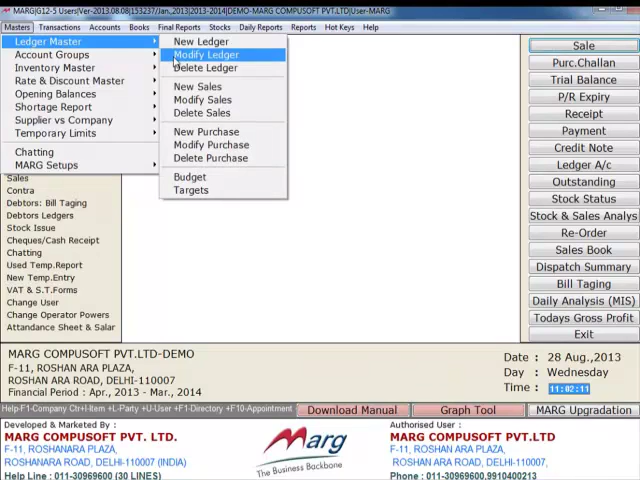 MARG|G12-5 Users|Ver-2013.08.08|153237/Jan,2013|2013-2014|DEMO-MARG COMPUSOFT PVT.LTD|User-MARG
Masters Transactions Accounts Books Final Reports Stocks Daily Reports Reports Hot Keys Help
Ledger Master
Account Groups
Inventory Master
Rate & Discount Master
Opening Balances
Shortage Report
Supplier vs Company
Temporary Limits
Chatting
MARG Setups
New Ledger
Modify Ledger
Delete Ledger
New Sales
Modify Sales
Delete Sales
New Purchase
Modify Purchase
Delete Purchase
Budget
Targets
Sales
Contra
Debtors: Bill Taging
Debtors Ledgers
Stock Issue
Cheques/Cash Receipt
Chatting
Used Temp.Report
New Temp.Entry
VAT & S.T.Forms
Change User
Change Operator Powers
Attandance Sheet & Salar
Sale
Purc.Challan
Trial Balance
P/R Expiry
Receipt
Payment
Credit Note
Ledger A/c
Outstanding
Stock Status
Stock & Sales Analys
Re-Order
Sales Book
Dispatch Summary
Bill Taging
Daily Analysis (MIS)
Todays Gross Profit
Exit
MARG COMPUSOFT PVT.LTD-DEMO
F-11, ROSHAN ARA PLAZA,
ROSHAN ARA ROAD, DELHI-110007
Financial Period : Apr., 2013 - Mar., 2014
Date : 28 Aug.,2013
Day : Wednesday
Time : 11:02:11
Help-F1-Company Ctr+I-Item +L-Party +U-User +F1-Directory +F10-Appointment
Download Manual
Graph Tool
MARG Upgradation
Developed & Marketed By :
MARG COMPUSOFT PVT. LTD.
F-11, ROSHANARA PLAZA,
ROSHANARA ROAD, DELHI-110007 (INDIA)
Help Line : 011-30969600 (30 LINES)
Marg
The Business Backbone
Authorised User :
MARG COMPUSOFT PVT.LTD
F-11, ROSHAN ARA PLAZA,
ROSHAN ARA ROAD, DELHI-110007
Phone : 011-30969600,9910400213